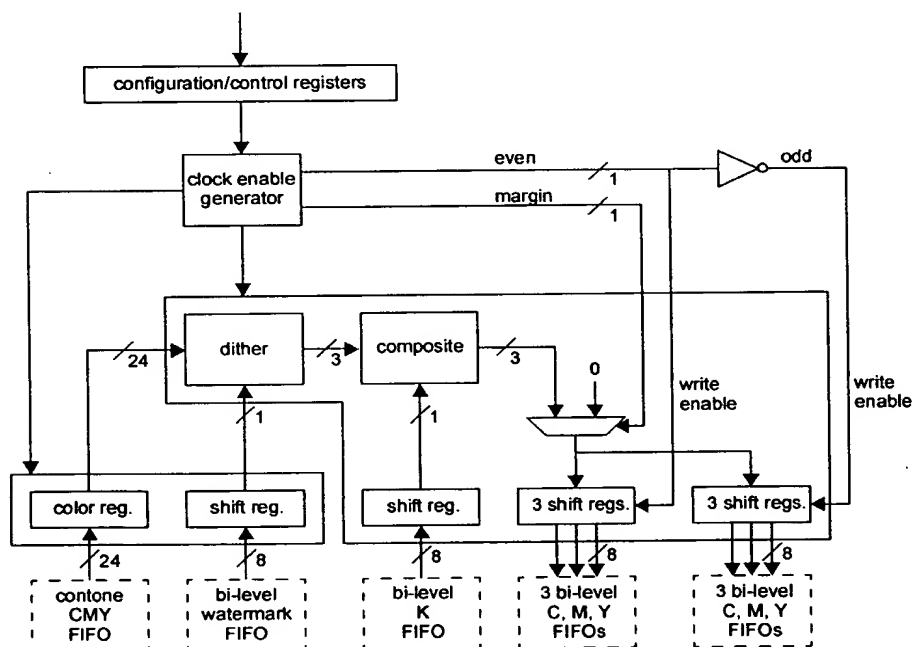 configuration/control registers
clock enable
generator
even
1
odd
margin
1
dither
composite
24
3
3
0
1
1
write
enable
write
enable
color reg.
shift reg.
shift reg.
3 shift regs.
3 shift regs.
24
8
8
8
8
contone
CMY
FIFO
bi-level
watermark
FIFO
bi-level
K
FIFO
3 bi-level
C, M, Y
FIFOs
3 bi-level
C, M, Y
FIFOs